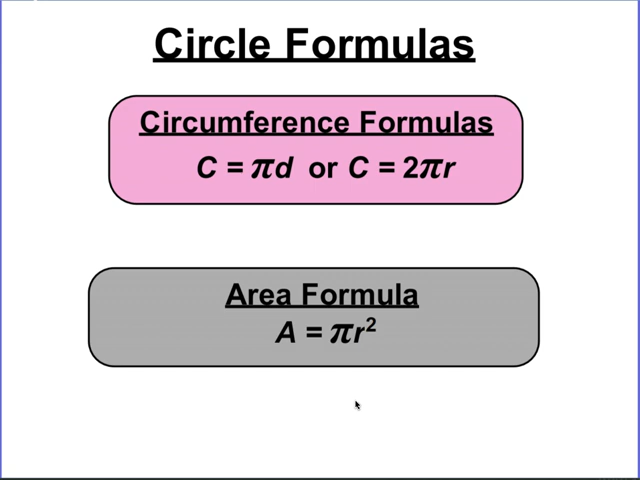 Circle Formulas
Circumference Formulas
C = πd or C = 2πr
Area Formula
A = πr²